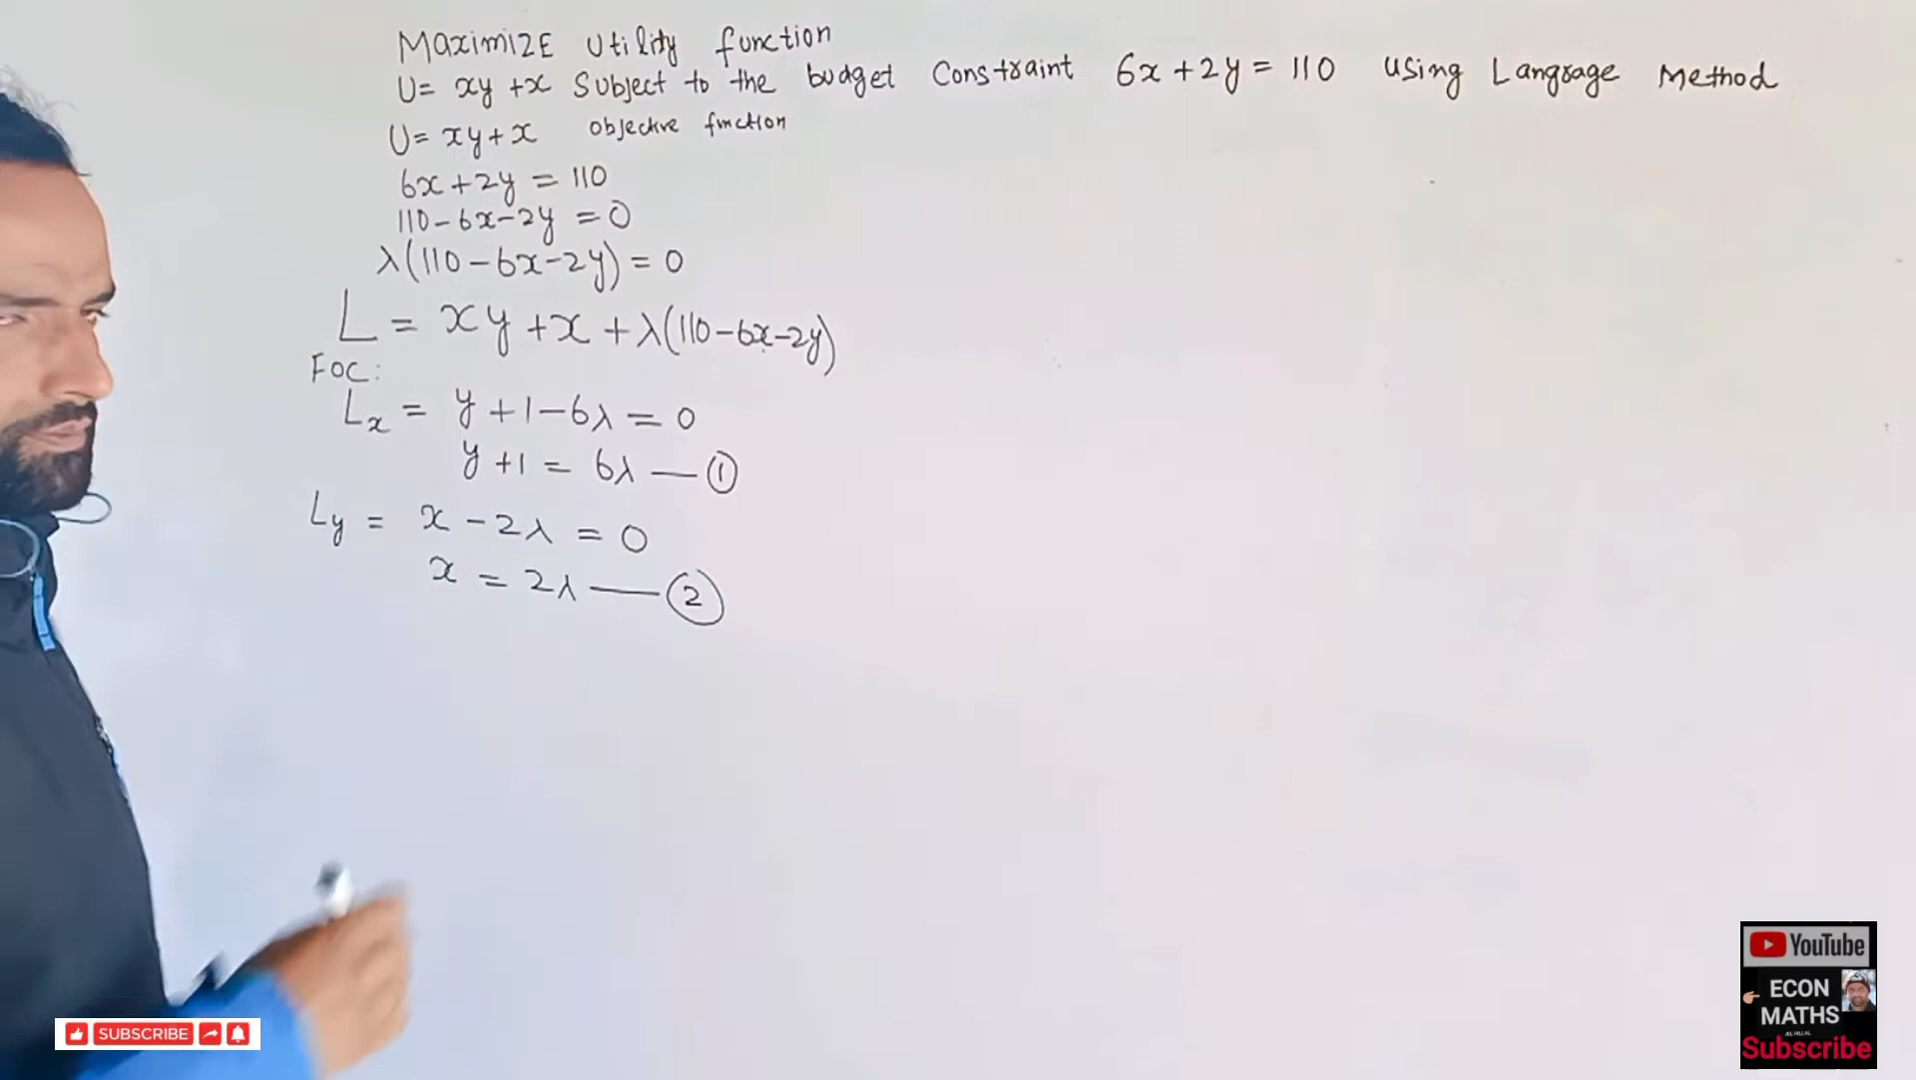 MAXIMIZE Utility function
U= xy +x Subject to the budget Constraint 6x +2y = 110 Using Langrage Method
U= xy + x objective function
6x + 2y = 110
110 - 6x - 2y = 0
λ(110 - 6x - 2y) = 0
L = xy + x + λ(110 - 6x - 2y)
FOC:
Lx = y + 1 - 6λ = 0
y + 1 = 6λ — ①
Ly = x - 2λ = 0
x = 2λ — ②
YouTube
ECON
MATHS
Subscribe
SUBSCRIBE